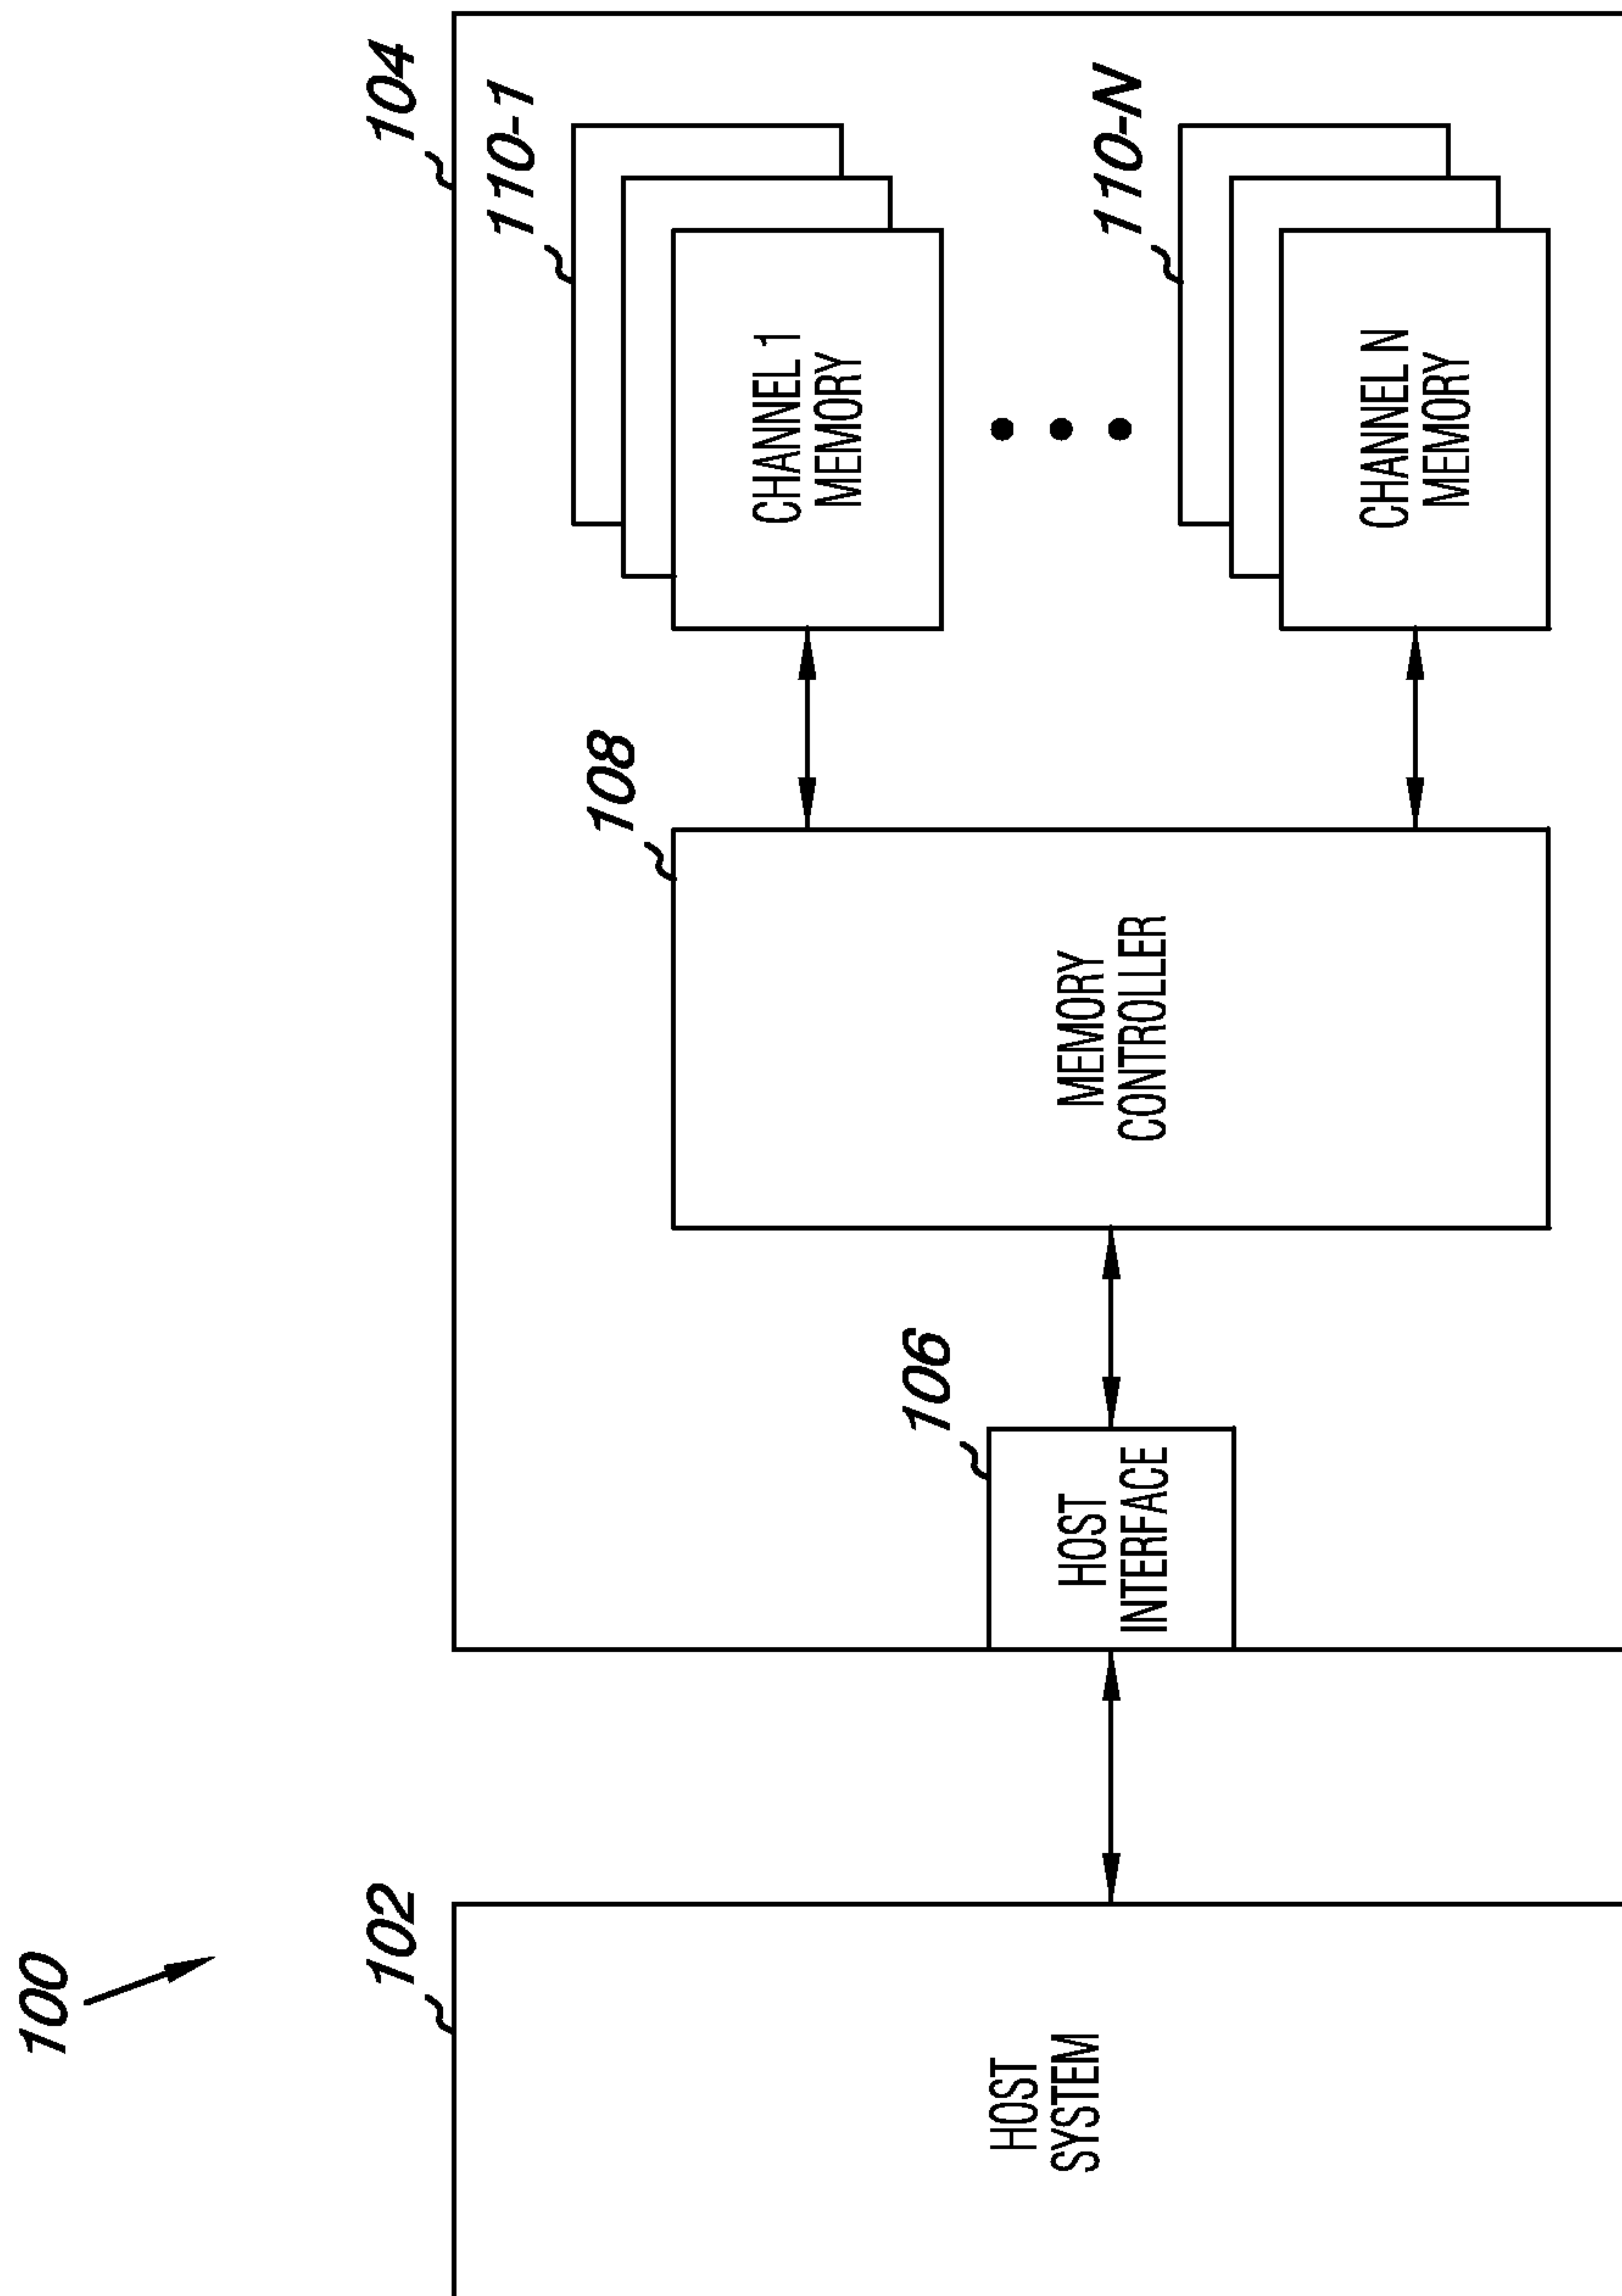 100
102
HOST
SYSTEM
104
106
HOST
INTERFACE
108
MEMORY
CONTROLLER
110-1
CHANNEL 1
MEMORY
110-N
CHANNEL N
MEMORY